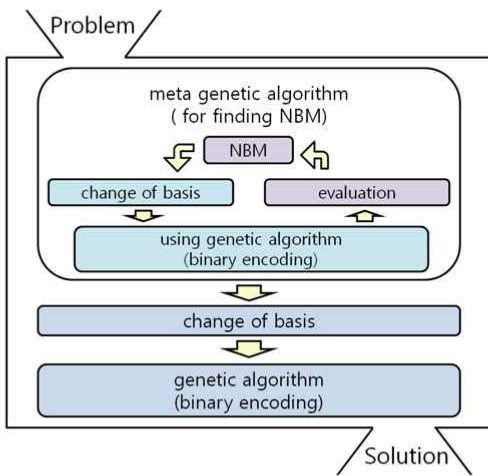 Problem
meta genetic algorithm
( for finding NBM)
NBM
change of basis
evaluation
using genetic algorithm
(binary encoding)
change of basis
genetic algorithm
(binary encoding)
Solution